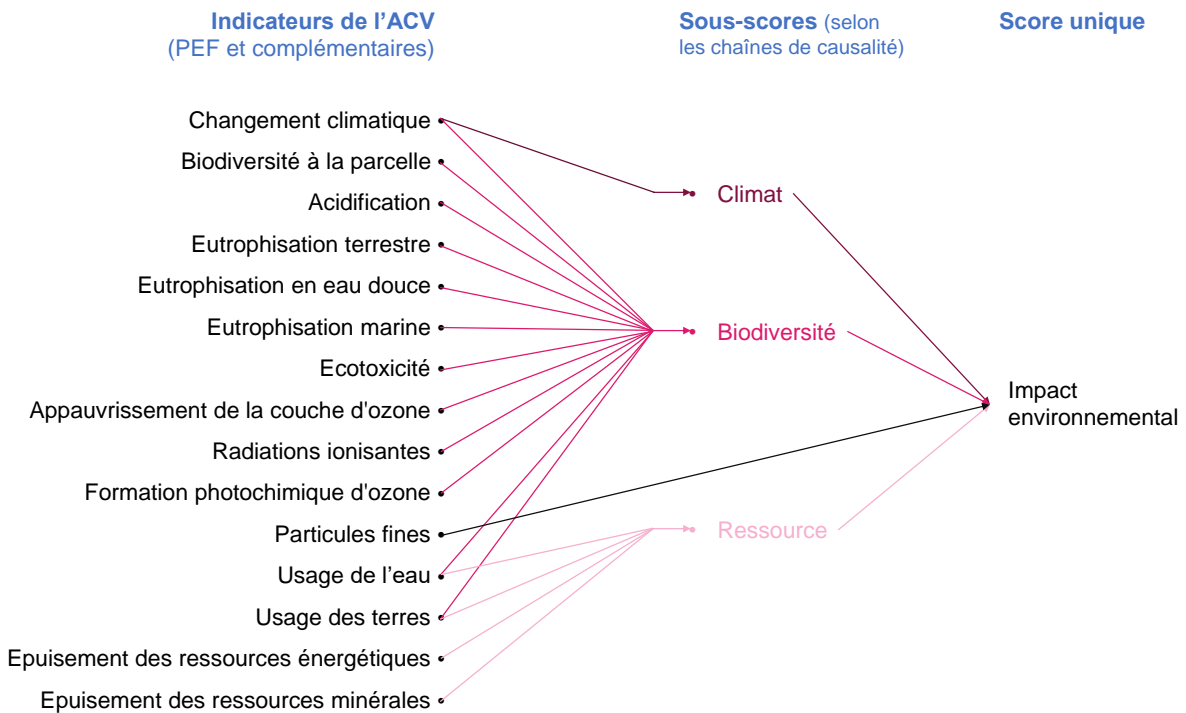 Indicateurs de l’ACV
(PEF et complémentaires)
Sous-scores (selon
les chaînes de causalité)
Score unique
Changement climatique
Biodiversité à la parcelle
Acidification
Eutrophisation terrestre
Eutrophisation en eau douce
Eutrophisation marine
Ecotoxicité
Appauvrissement de la couche d'ozone
Radiations ionisantes
Formation photochimique d'ozone
Particules fines
Usage de l’eau
Usage des terres
Epuisement des ressources énergétiques
Epuisement des ressources minérales
Climat
Biodiversité
Ressource
Impact
environnemental